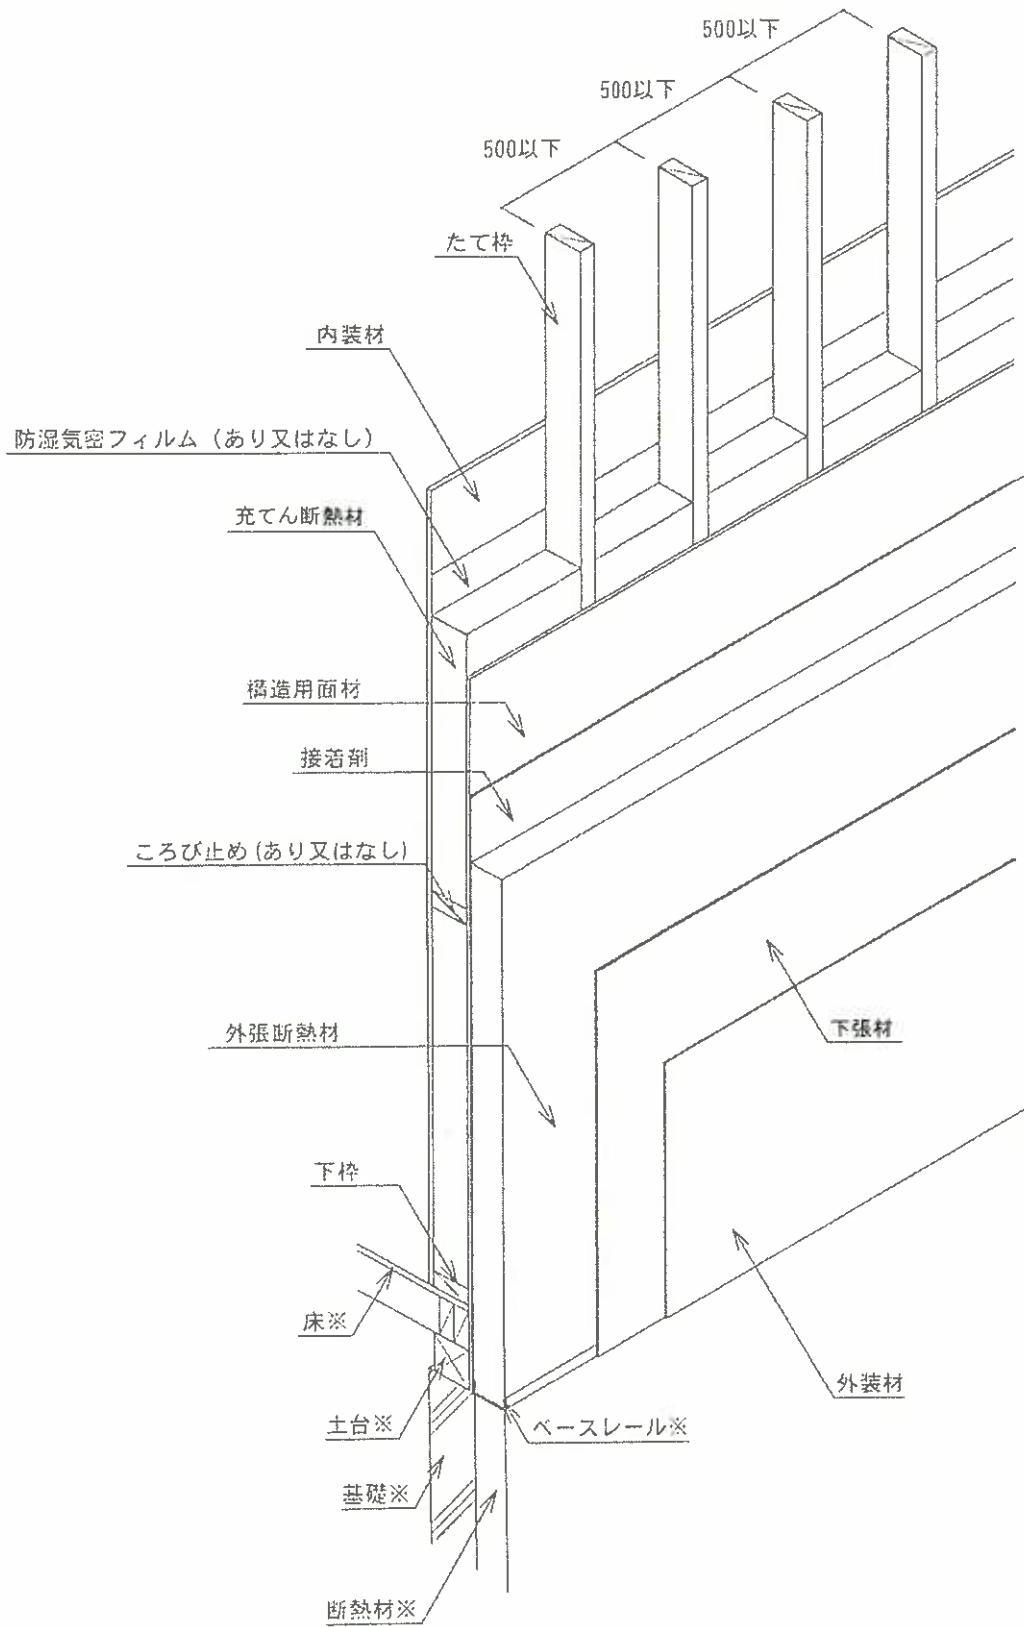 500以下
500以下
500以下
たて枠
内装材
防湿気密フィルム（あり又はなし）
充てん断熱材
構造用面材
接着剤
ころび止め(あり又はなし)
外張断熱材
下張材
下枠
床※
外装材
土台※
ベースレール※
基礎※
断熱材※